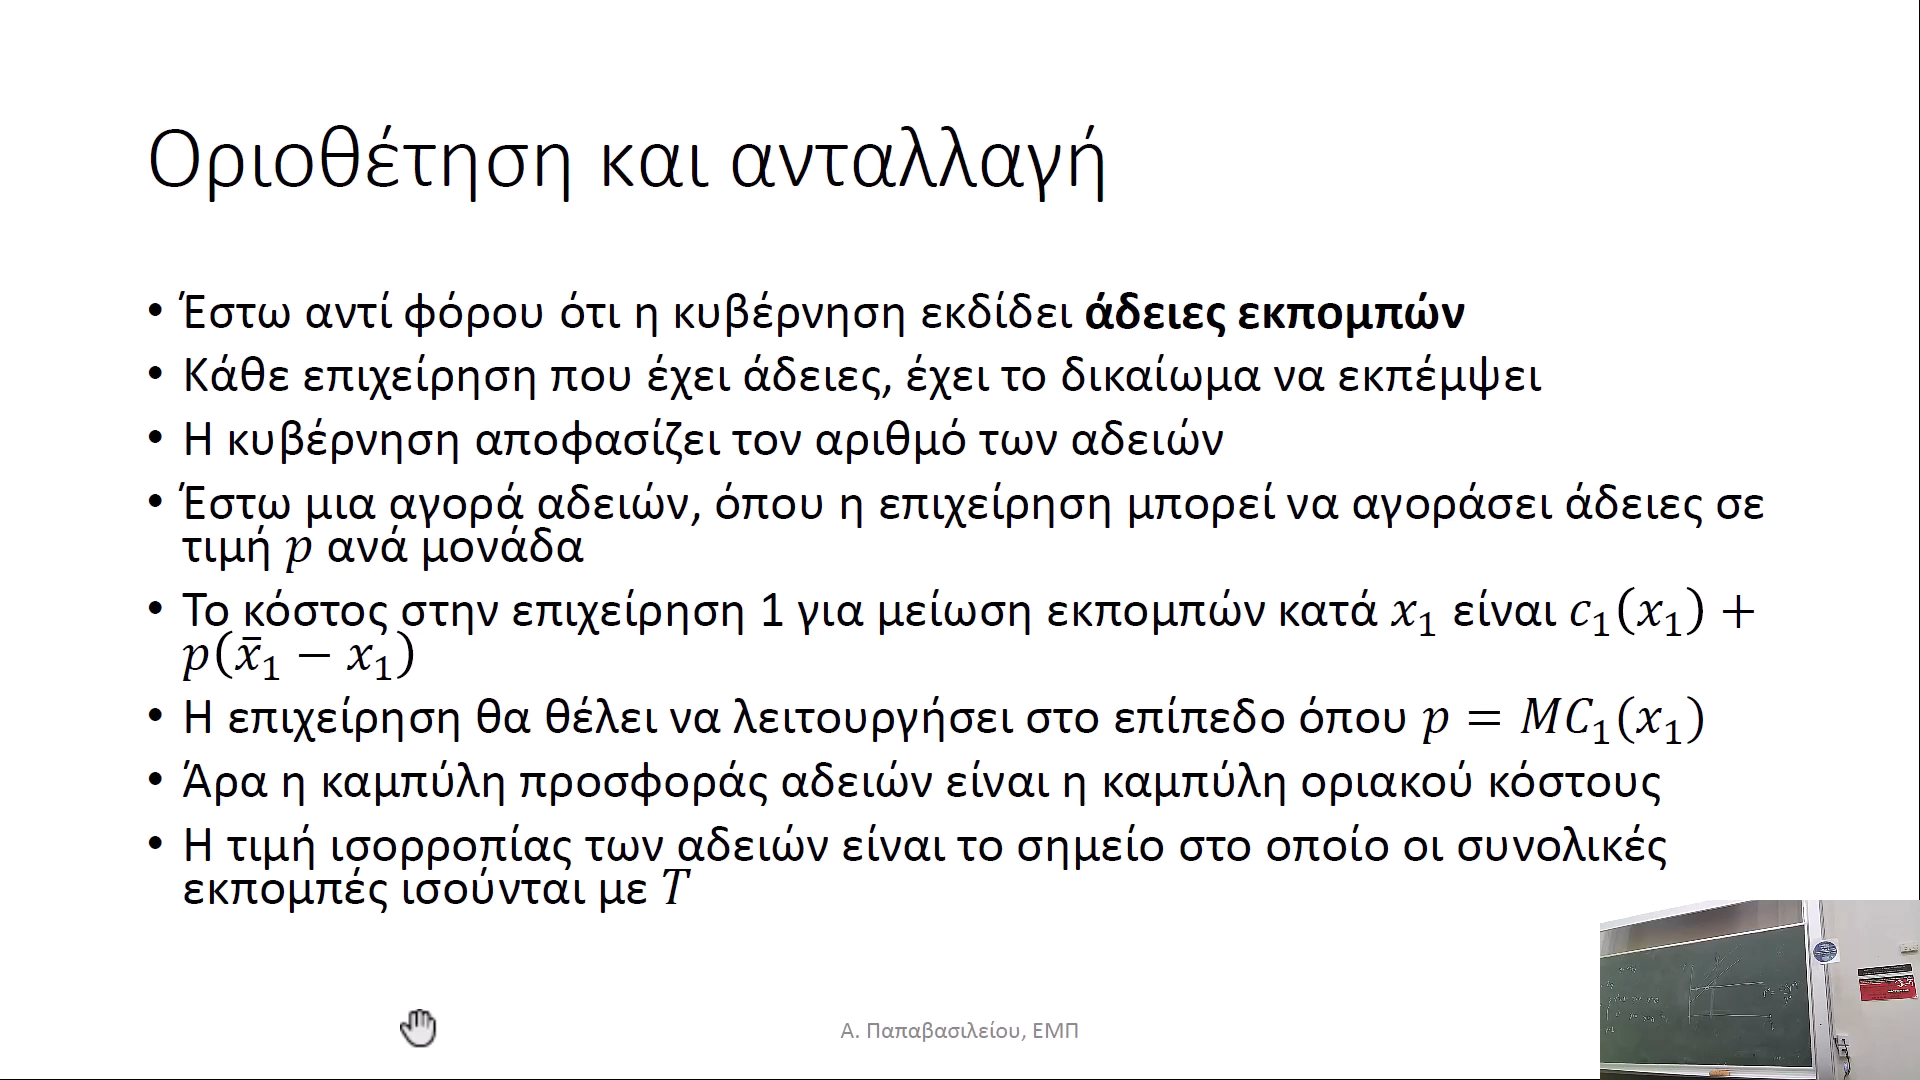 Οριοθέτηση και ανταλλαγή
• Έστω αντί φόρου ότι η κυβέρνηση εκδίδει άδειες εκπομπών
• Κάθε επιχείρηση που έχει άδειες, έχει το δικαίωμα να εκπέμψει
• Η κυβέρνηση αποφασίζει τον αριθμό των αδειών
• Έστω μια αγορά αδειών, όπου η επιχείρηση μπορεί να αγοράσει άδειες σε
τιμή p ανά μονάδα
• Το κόστος στην επιχείρηση 1 για μείωση εκπομπών κατά x₁ είναι c₁(x₁) +
p(x̄₁ − x₁)
• Η επιχείρηση θα θέλει να λειτουργήσει στο επίπεδο όπου p = MC₁(x₁)
• Άρα η καμπύλη προσφοράς αδειών είναι η καμπύλη οριακού κόστους
• Η τιμή ισορροπίας των αδειών είναι το σημείο στο οποίο οι συνολικές
εκπομπές ισούνται με T
Α. Παπαβασιλείου, ΕΜΠ